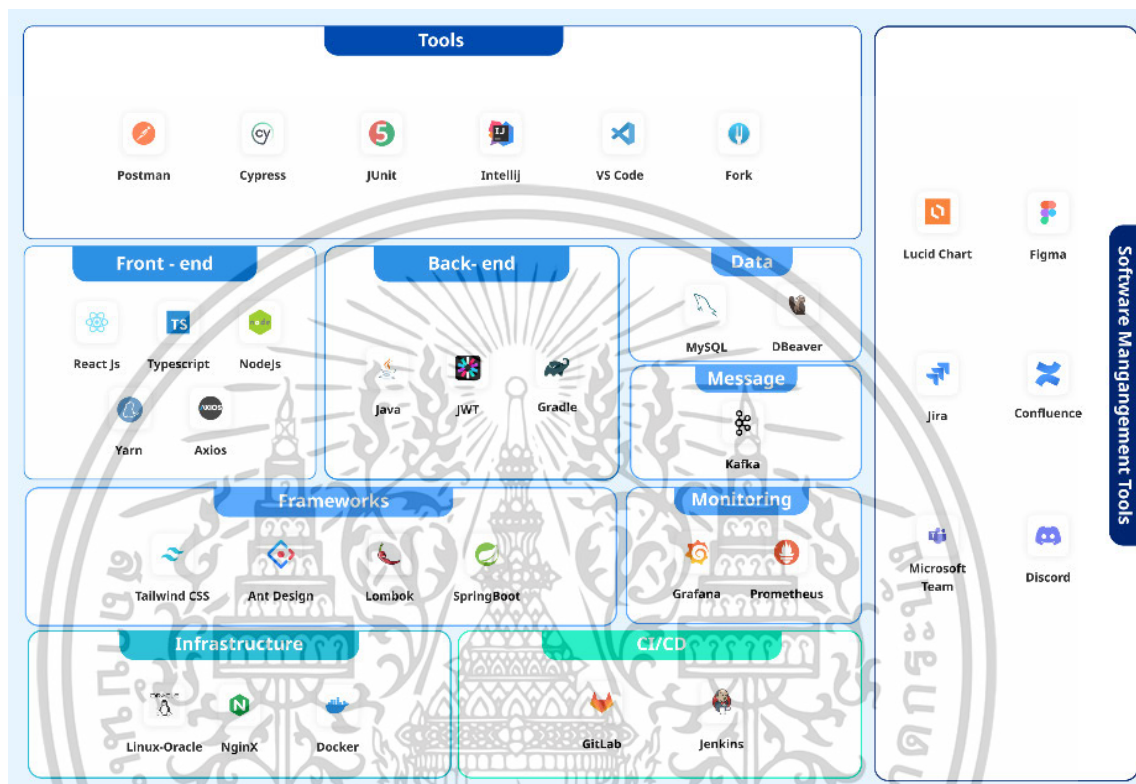 Tools
Postman
Cypress
JUnit
Intellij
VS Code
Fork
Front - end
React Js
Typescript
NodeJs
Yarn
Axios
Back- end
Java
JWT
Gradle
Data
MySQL
DBeaver
Message
Kafka
Frameworks
Tailwind CSS
Ant Design
Lombok
SpringBoot
Monitoring
Grafana
Prometheus
Infrastructure
Linux-Oracle
NginX
Docker
CI/CD
GitLab
Jenkins
Software Mangangement Tools
Lucid Chart
Figma
Jira
Confluence
Microsoft
Team
Discord